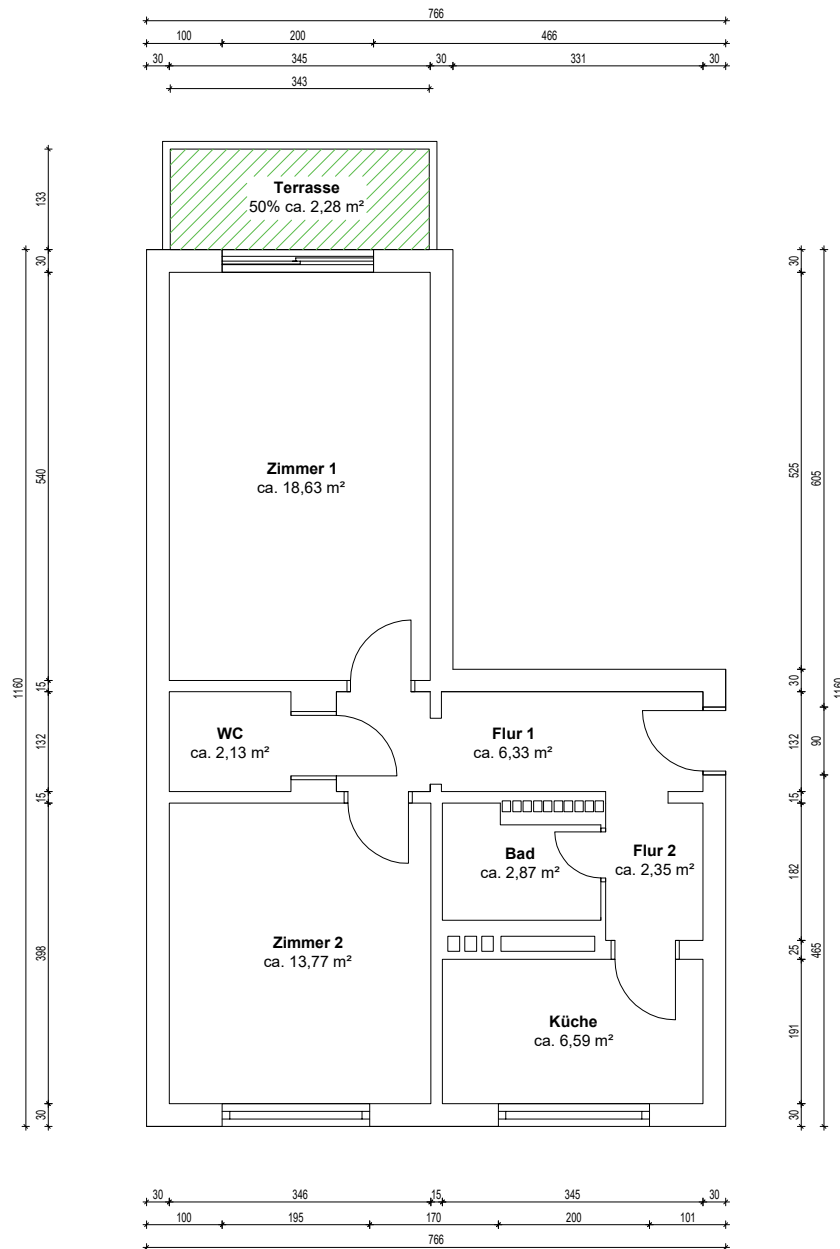 766
100 200 466
30 345 30 331 30
343
133
30
540
15
132
15
398
30
1160
Terrasse
50% ca. 2,28 m²
Zimmer 1
ca. 18,63 m²
WC
ca. 2,13 m²
Flur 1
ca. 6,33 m²
Bad
ca. 2,87 m²
Flur 2
ca. 2,35 m²
Zimmer 2
ca. 13,77 m²
Küche
ca. 6,59 m²
30
525
30
132
15
182
25
191
30
605
90
465
1160
30 346 15 345 30
100 195 170 200 101
766